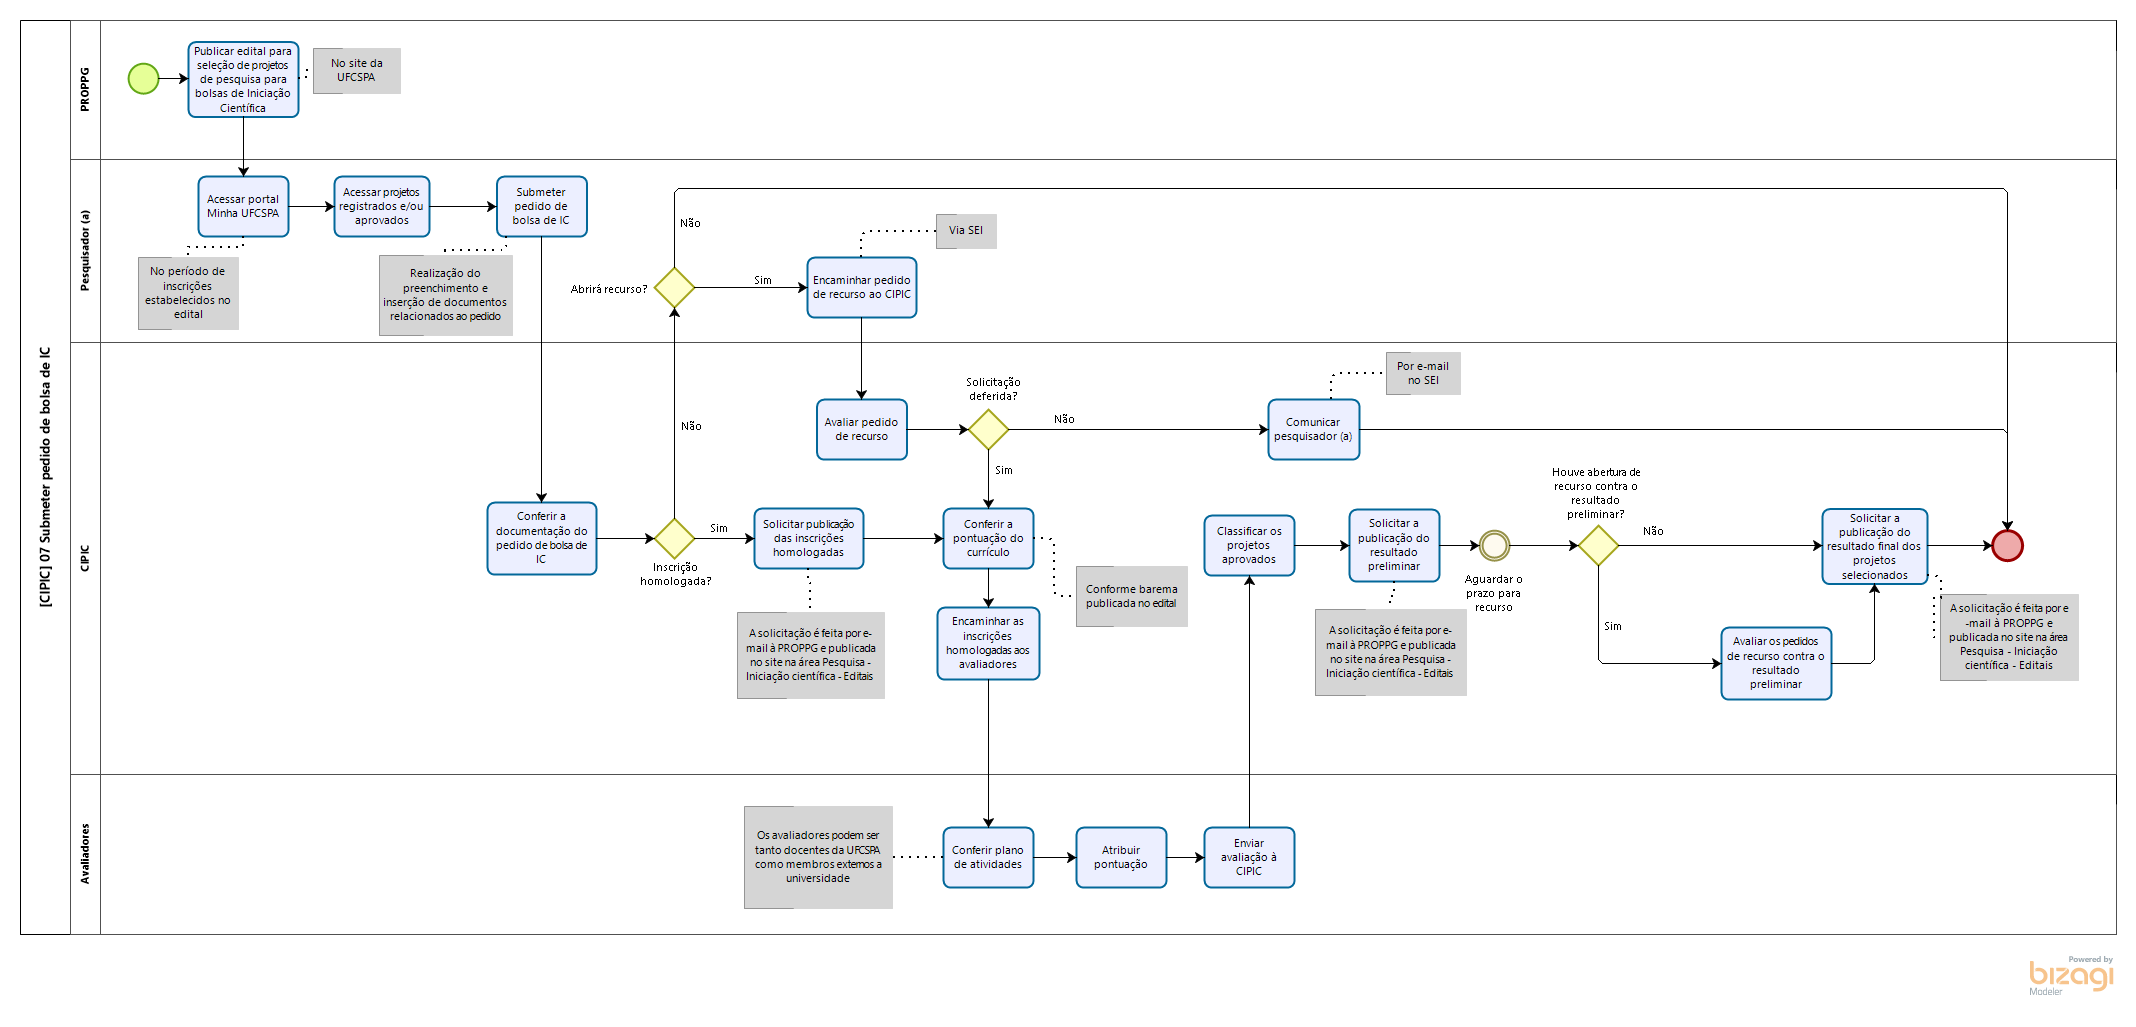 [CIPIC] 07 Submeter pedido de bolsa de IC
PROPPG
Publicar edital para
seleção de projetos
de pesquisa para
bolsas de Iniciação
Científica
No site da
UFCSPA
Pesquisador (a)
Acessar portal
Minha UFCSPA
Acessar projetos
registrados e/ou
aprovados
Submeter
pedido de
bolsa de IC
No período de
inscrições
estabelecidos no
edital
Realização do
preenchimento e
inserção de documentos
relacionados ao pedido
Não
Abrirá recurso?
Sim
Encaminhar pedido
de recurso ao CIPIC
Via SEI
CIPIC
Não
Avaliar pedido
de recurso
Solicitação
deferida?
Não
Sim
Comunicar
pesquisador (a)
Por e-mail
no SEI
Conferir a
documentação do
pedido de bolsa de
IC
Inscrição
homologada?
Sim
Solicitar publicação
das inscrições
homologadas
A solicitação é feita por e-
mail à PROPPG e publicada
no site na área Pesquisa -
Iniciação científica - Editais
Conferir a
pontuação do
currículo
Conforme barema
publicada no edital
Encaminhar as
inscrições
homologadas aos
avaliadores
Classificar os
projetos
aprovados
Solicitar a
publicação do
resultado
preliminar
A solicitação é feita por e-
mail à PROPPG e publicada
no site na área Pesquisa -
Iniciação científica - Editais
Aguardar o
prazo para
recurso
Houve abertura de
recurso contra o
resultado
preliminar?
Não
Sim
Avaliar os pedidos
de recurso contra o
resultado
preliminar
Solicitar a
publicação do
resultado final dos
projetos
selecionados
A solicitação é feita por e
-mail à PROPPG e
publicada no site na área
Pesquisa - Iniciação
científica - Editais
Avaliadores
Os avaliadores podem ser
tanto docentes da UFCSPA
como membros externos a
universidade
Conferir plano
de atividades
Atribuir
pontuação
Enviar
avaliação à
CIPIC
Powered by
bizagi
Modeler